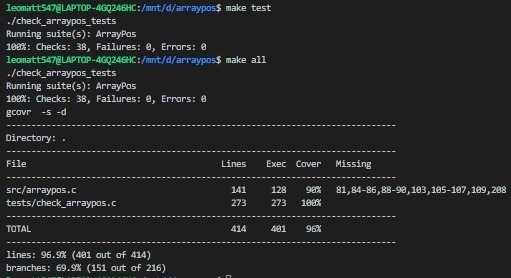 leomatt547@LAPTOP-4GQ246HC:/mnt/d/arraypos$ make test
./check_arraypos_tests
Running suite(s): ArrayPos
100%: Checks: 38, Failures: 0, Errors: 0
leomatt547@LAPTOP-4GQ246HC:/mnt/d/arraypos$ make all
./check_arraypos_tests
Running suite(s): ArrayPos
100%: Checks: 38, Failures: 0, Errors: 0
gcovr  -s -d
------------------------------------------------------------------------------
Directory: .
------------------------------------------------------------------------------
File                                       Lines    Exec  Cover   Missing
------------------------------------------------------------------------------
src/arraypos.c                               141     128    90%   81,84-86,88-90,103,105-107,109,208
tests/check_arraypos.c                       273     273   100%
------------------------------------------------------------------------------
TOTAL                                        414     401    96%
------------------------------------------------------------------------------
lines: 96.9% (401 out of 414)
branches: 69.9% (151 out of 216)